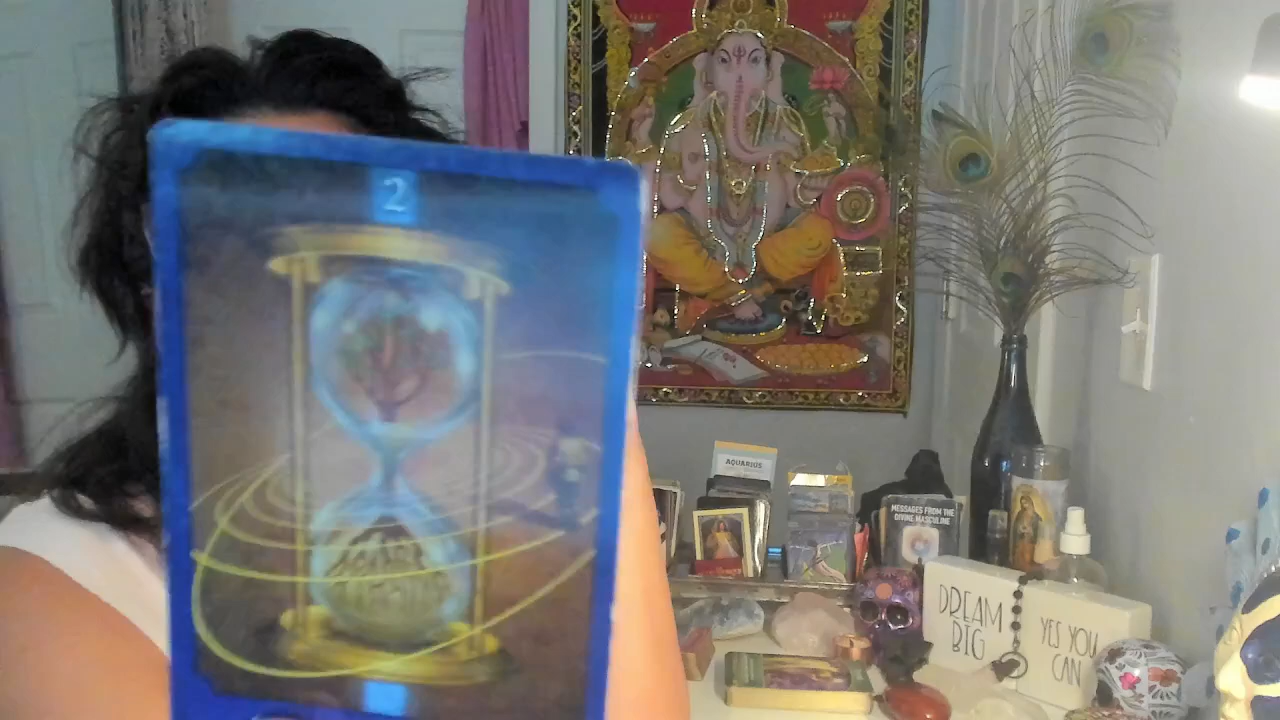 2
AQUARIUS
MESSAGES FROM THE
DIVINE MASCULINE
DREAM
BIG
YES YOU
CAN